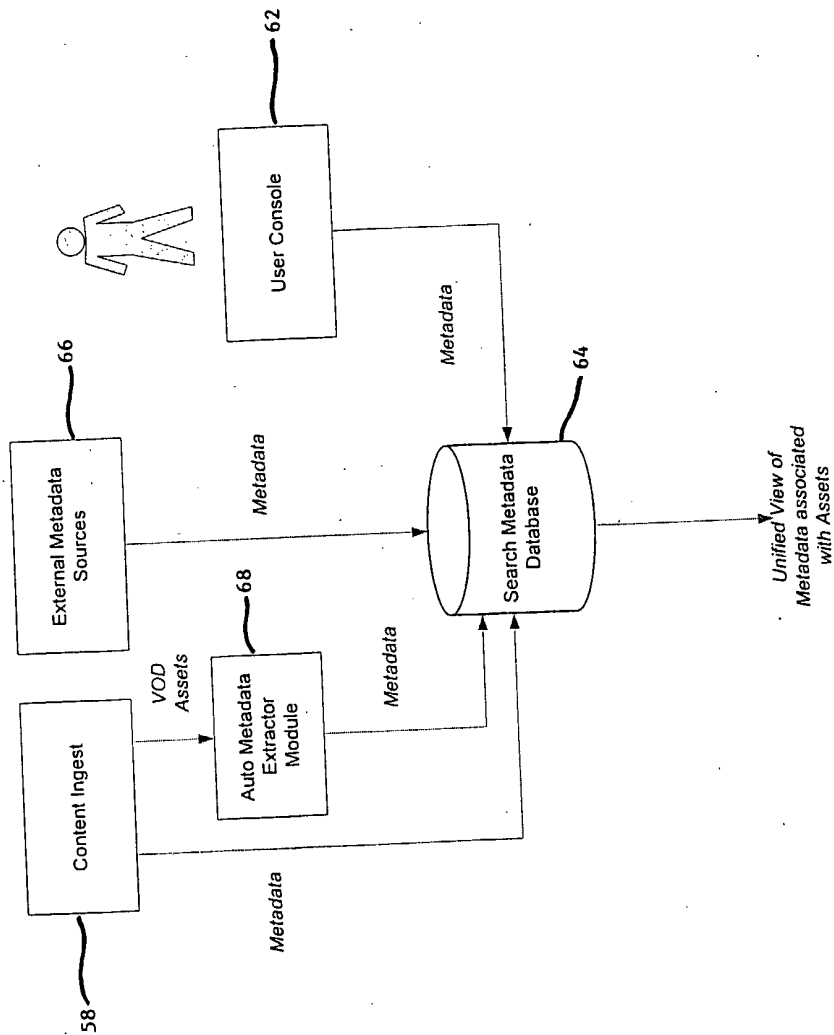 58
Content Ingest
External Metadata
Sources
66
User Console
62
VOD
Assets
Auto Metadata
Extractor
Module
68
Metadata
Metadata
Metadata
Metadata
Search Metadata
Database
64
Unified View of
Metadata associated
with Assets